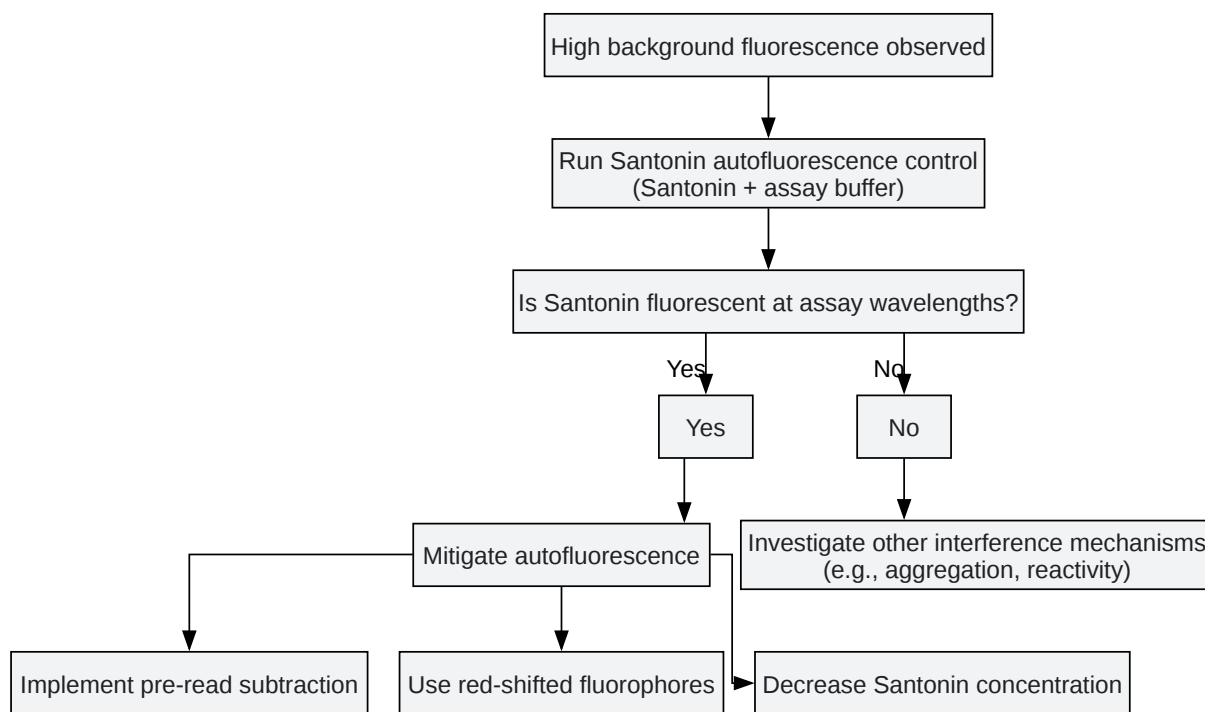 High background fluorescence observed
Run Santonin autofluorescence control
(Santonin + assay buffer)
Is Santonin fluorescent at assay wavelengths?
Yes
No
Yes
No
Mitigate autofluorescence
Investigate other interference mechanisms
(e.g., aggregation, reactivity)
Implement pre-read subtraction
Use red-shifted fluorophores
Decrease Santonin concentration